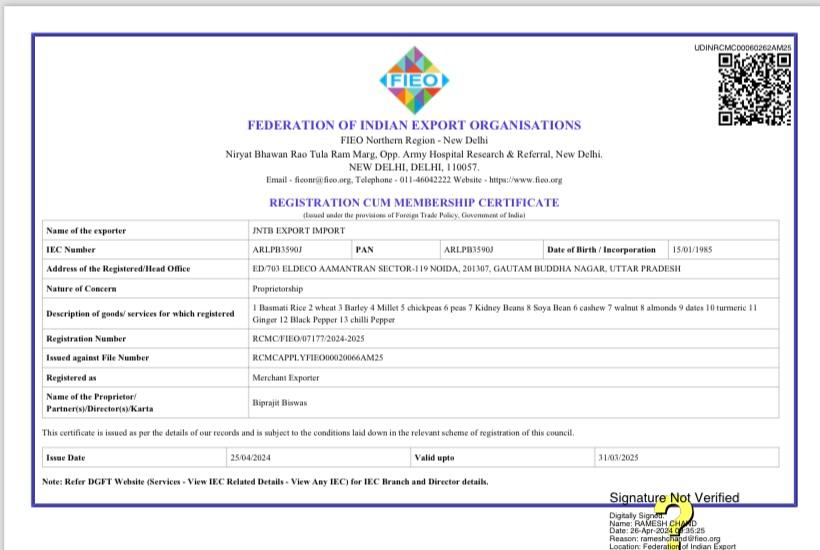 UDINRCMC00060262AM25
FIEO
FEDERATION OF INDIAN EXPORT ORGANISATIONS
FIEO Northern Region - New Delhi
Niryat Bhawan Rao Tula Ram Marg, Opp. Army Hospital Research & Referral, New Delhi.
NEW DELHI, DELHI, 110057.
Email - fieonr@fieo.org, Telephone - 011-46042222 Website - https://www.fieo.org
REGISTRATION CUM MEMBERSHIP CERTIFICATE
(Issued under the provisions of Foreign Trade Policy, Government of India)
Name of the exporter JNTB EXPORT IMPORT
IEC Number ARLPB3590J PAN ARLPB3590J Date of Birth / Incorporation 15/01/1985
Address of the Registered/Head Office ED/703 ELDECO AAMANTRAN SECTOR-119 NOIDA, 201307, GAUTAM BUDDHA NAGAR, UTTAR PRADESH
Nature of Concern Proprietorship
Description of goods/ services for which registered 1 Basmati Rice 2 wheat 3 Barley 4 Millet 5 chickpeas 6 peas 7 Kidney Beans 8 Soya Bean 6 cashew 7 walnut 8 almonds 9 dates 10 turmeric 11
Ginger 12 Black Pepper 13 chilli Pepper
Registration Number RCMC/FIEO/07177/2024-2025
Issued against File Number RCMCAPPLYFIEO00020066AM25
Registered as Merchant Exporter
Name of the Proprietor/
Partner(s)/Director(s)/Karta Biprajit Biswas
This certificate is issued as per the details of our records and is subject to the conditions laid down in the relevant scheme of registration of this council.
Issue Date 25/04/2024 Valid upto 31/03/2025
Note: Refer DGFT Website (Services - View IEC Related Details - View Any IEC) for IEC Branch and Director details.
Signature Not Verified
Digitally Signed.
Name: RAMESH CHAND
Date: 26-Apr-2024 :35:25
Reason: rameshchand@fieo.org
Location: Federation of Indian Export